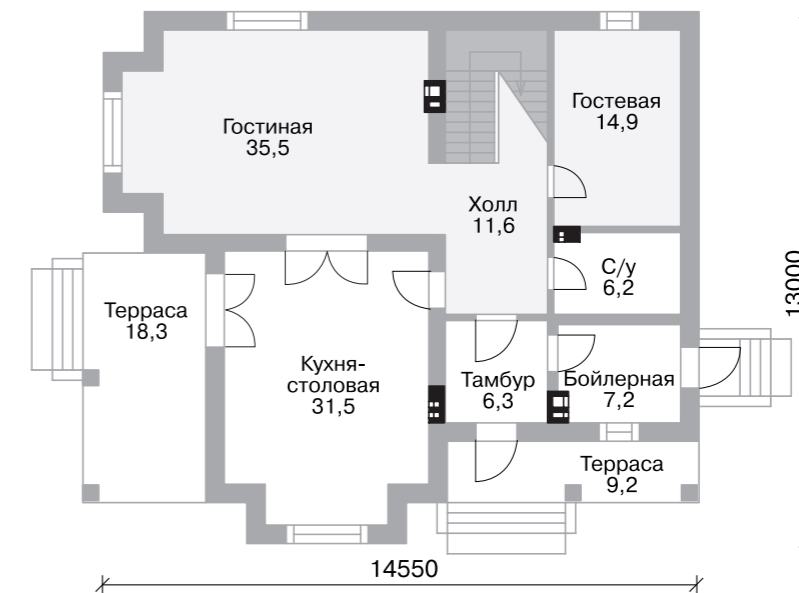 Гостиная
35,5
Гостевая
14,9
Холл
11,6
С/у
6,2
Терраса
18,3
Кухня-
столовая
31,5
Тамбур
6,3
Бойлерная
7,2
Терраса
9,2
13000
14550